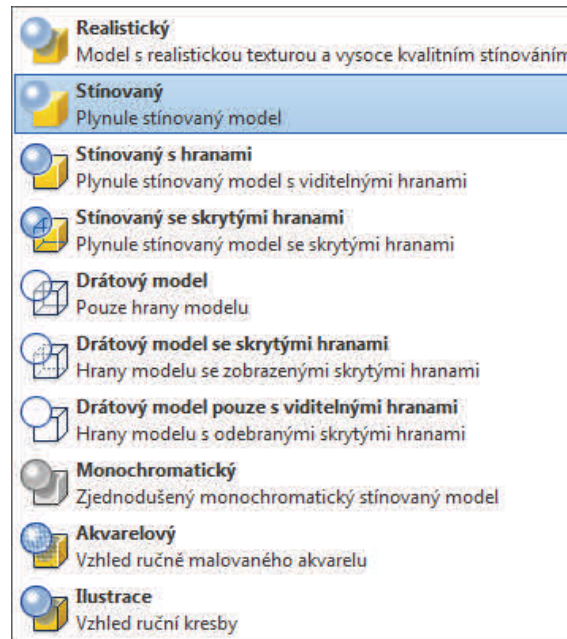 Realistický
Model s realistickou texturou a vysoce kvalitním stínováním
Stínovaný
Plynule stínovaný model
Stínovaný s hranami
Plynule stínovaný model s viditelnými hranami
Stínovaný se skrytými hranami
Plynule stínovaný model se skrytými hranami
Drátový model
Pouze hrany modelu
Drátový model se skrytými hranami
Hrany modelu se zobrazenými skrytými hranami
Drátový model pouze s viditelnými hranami
Hrany modelu s odebranými skrytými hranami
Monochromatický
Zjednodušený monochromatický stínovaný model
Akvarelový
Vzhled ručně malovaného akvarelu
Ilustrace
Vzhled ruční kresby